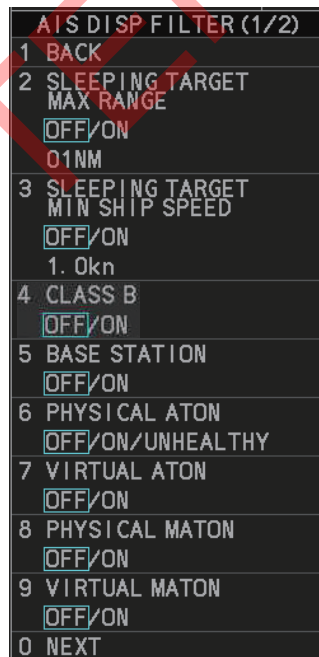 AIS DISP FILTER (1/2)
1 BACK
2 SLEEPING TARGET
MAX RANGE
OFF/ON
01NM
3 SLEEPING TARGET
MIN SHIP SPEED
OFF/ON
1. 0kn
4 CLASS B
OFF/ON
5 BASE STATION
OFF/ON
6 PHYSICAL ATON
OFF/ON/UNHEALTHY
7 VIRTUAL ATON
OFF/ON
8 PHYSICAL MATON
OFF/ON
9 VIRTUAL MATON
OFF/ON
0 NEXT